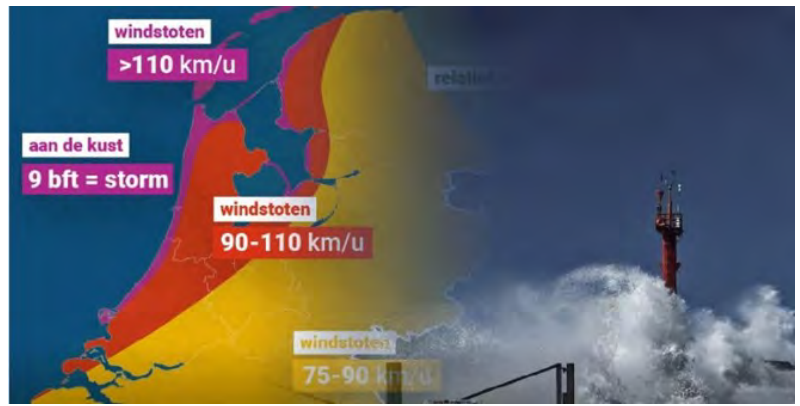 windstoten
>110 km/u
aan de kust
9 bft = storm
windstoten
90-110 km/u
windstoten
75-90 km/u